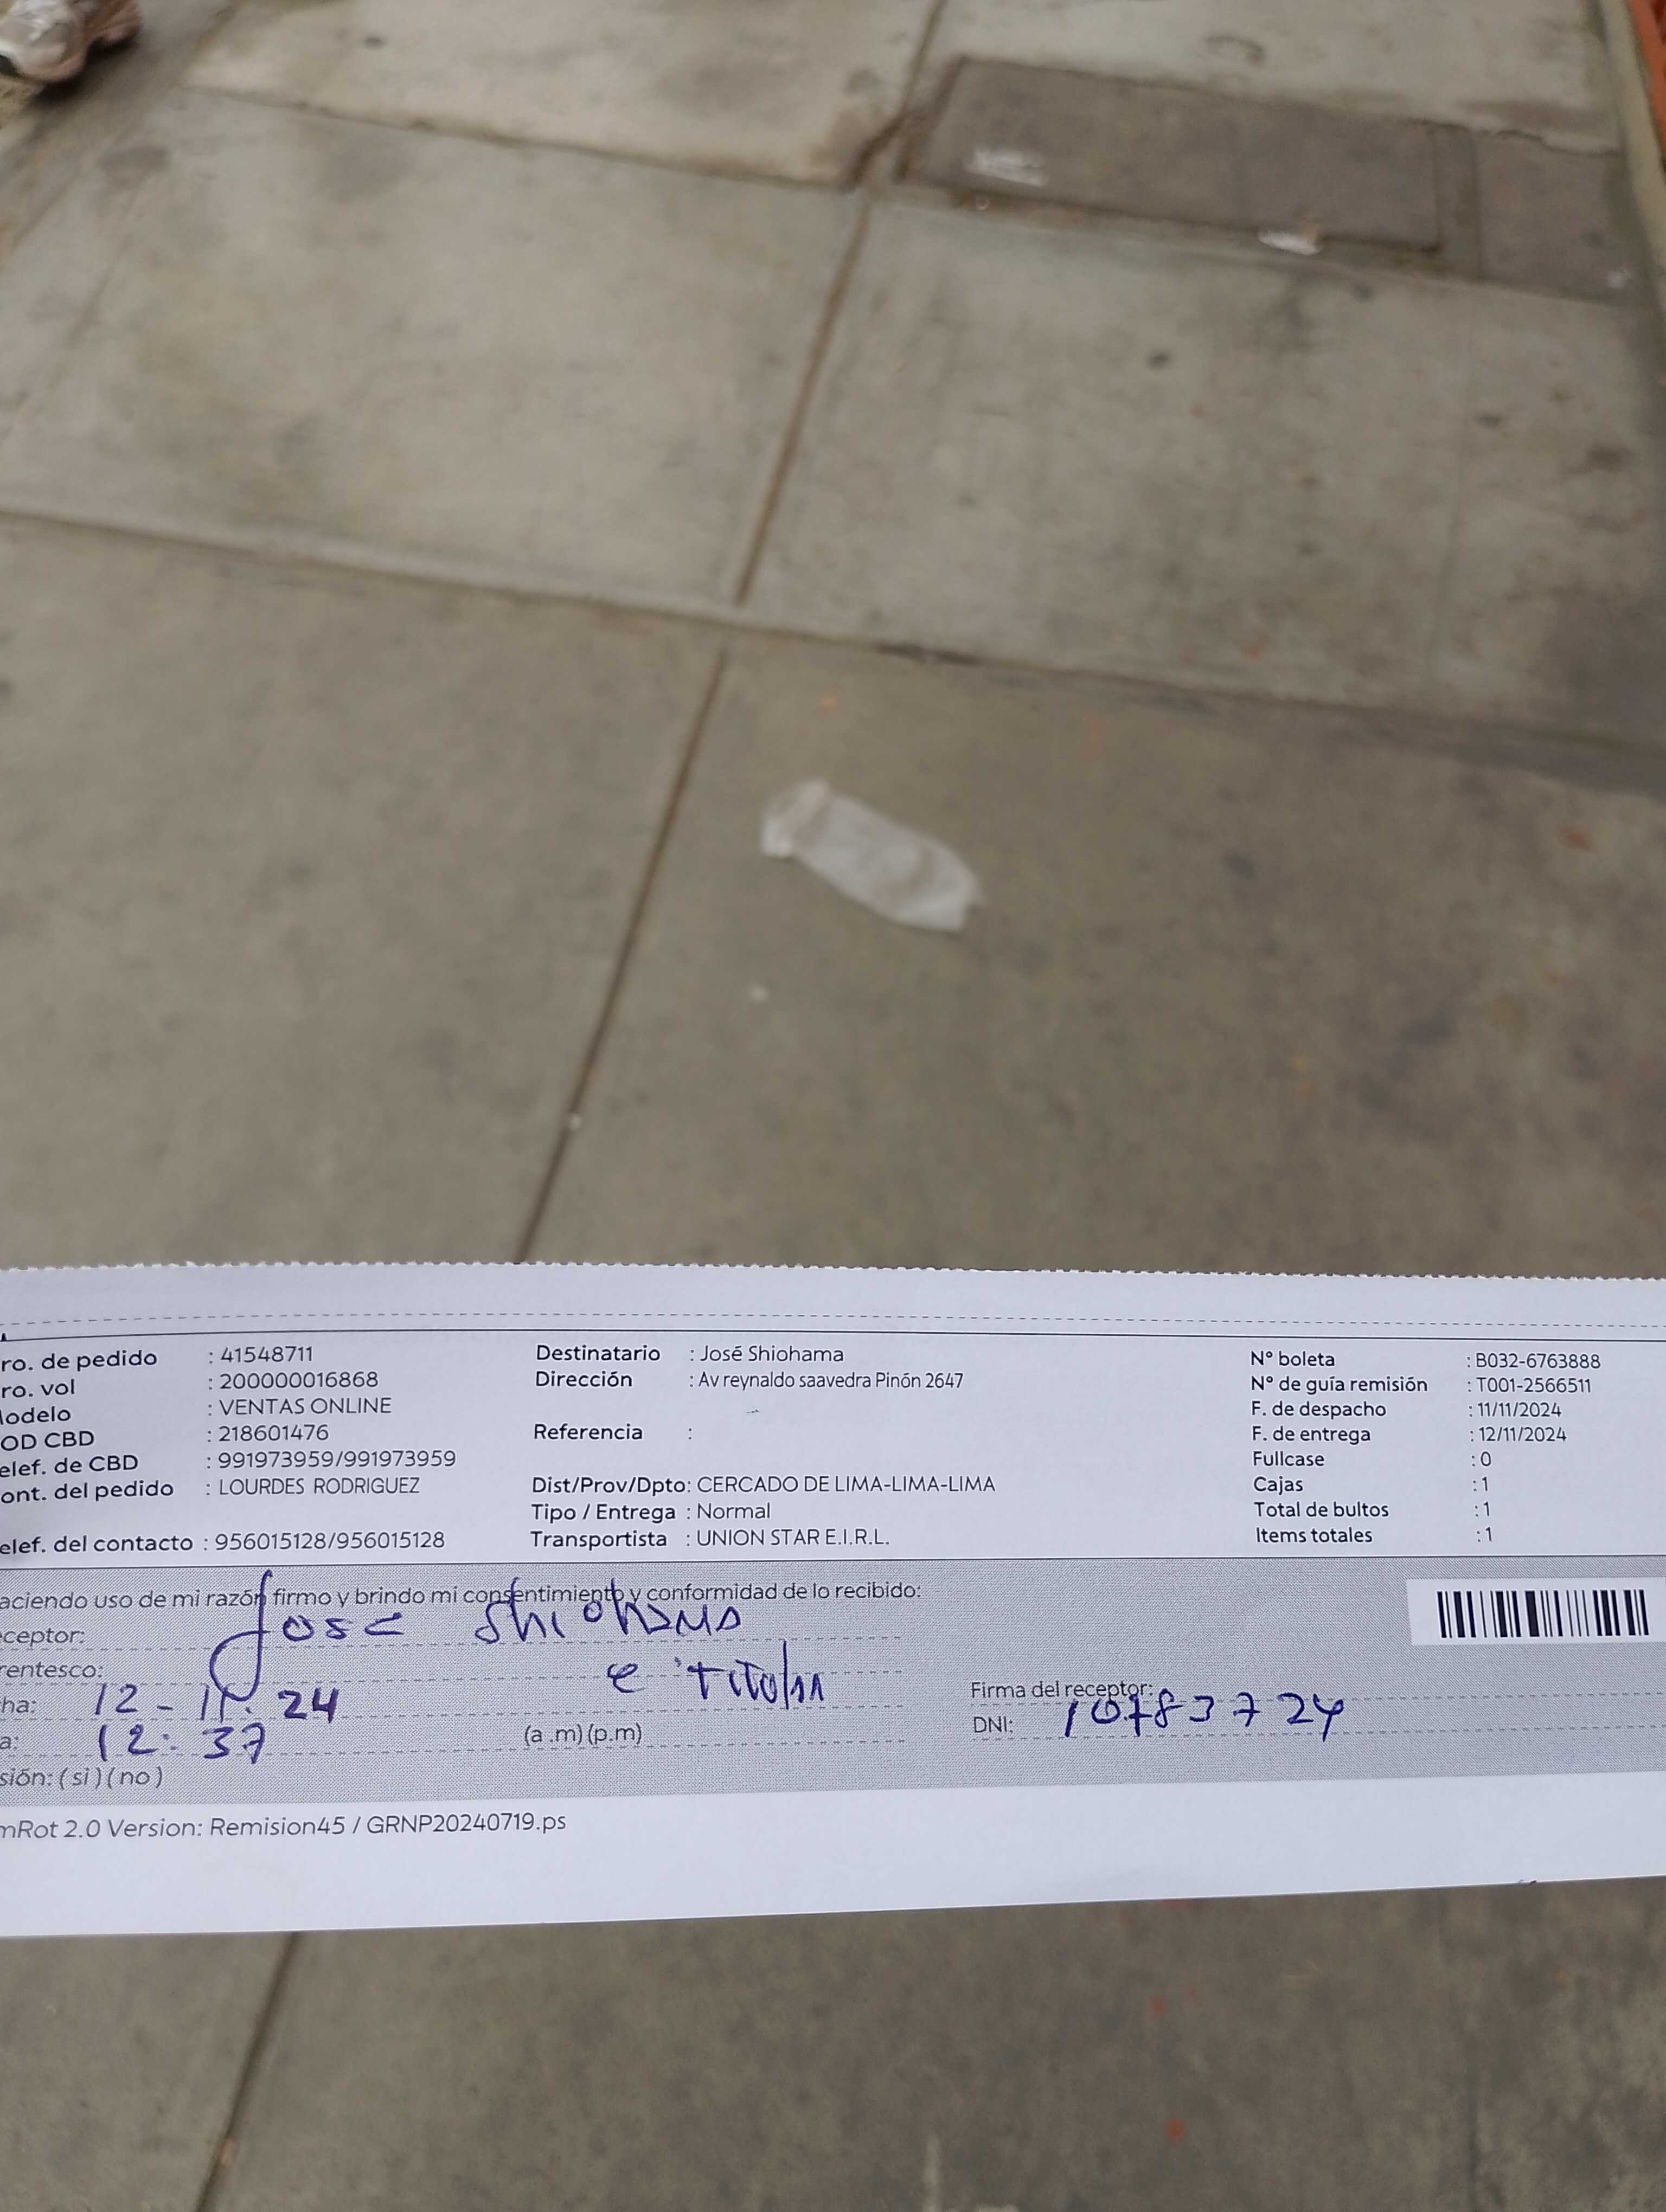 ro. de pedido : 41548711
ro. vol : 200000016868
odelo : VENTAS ONLINE
OD CBD : 218601476
elef. de CBD : 991973959/991973959
ont. del pedido : LOURDES RODRIGUEZ
elef. del contacto : 956015128/956015128
Destinatario : José Shiohama
Dirección : Av reynaldo saavedra Pinón 2647
Referencia :
Dist/Prov/Dpto: CERCADO DE LIMA-LIMA-LIMA
Tipo / Entrega : Normal
Transportista : UNION STAR E.I.R.L.
N° boleta : B032-6763888
N° de guía remisión : T001-2566511
F. de despacho : 11/11/2024
F. de entrega : 12/11/2024
Fullcase : 0
Cajas : 1
Total de bultos : 1
Items totales : 1
aciendo uso de mi razón firmo y brindo mi consentimiento y conformidad de lo recibido:
ceptor: Jose Shiohama
rentesco:
ha: 12-11. 24
a: 12: 37 (a .m) (p.m)
sión: ( si ) ( no )
Firma del receptor:
DNI: 10783724
mRot 2.0 Version: Remision45 / GRNP20240719.ps